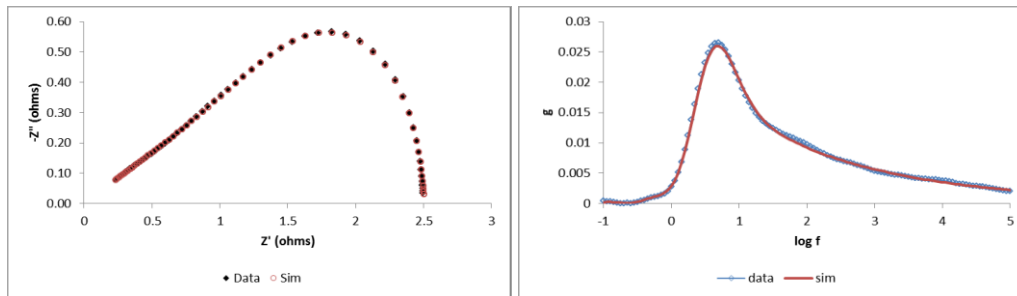 0.60
0.50
0.40
0.30
0.20
0.10
0.00
-Z" (ohms)
0 0.5 1 1.5 2 2.5 3
Z' (ohms)
Data Sim
0.03
0.025
0.02
0.015
0.01
0.005
0
g
-1 0 1 2 3 4 5
log f
data sim